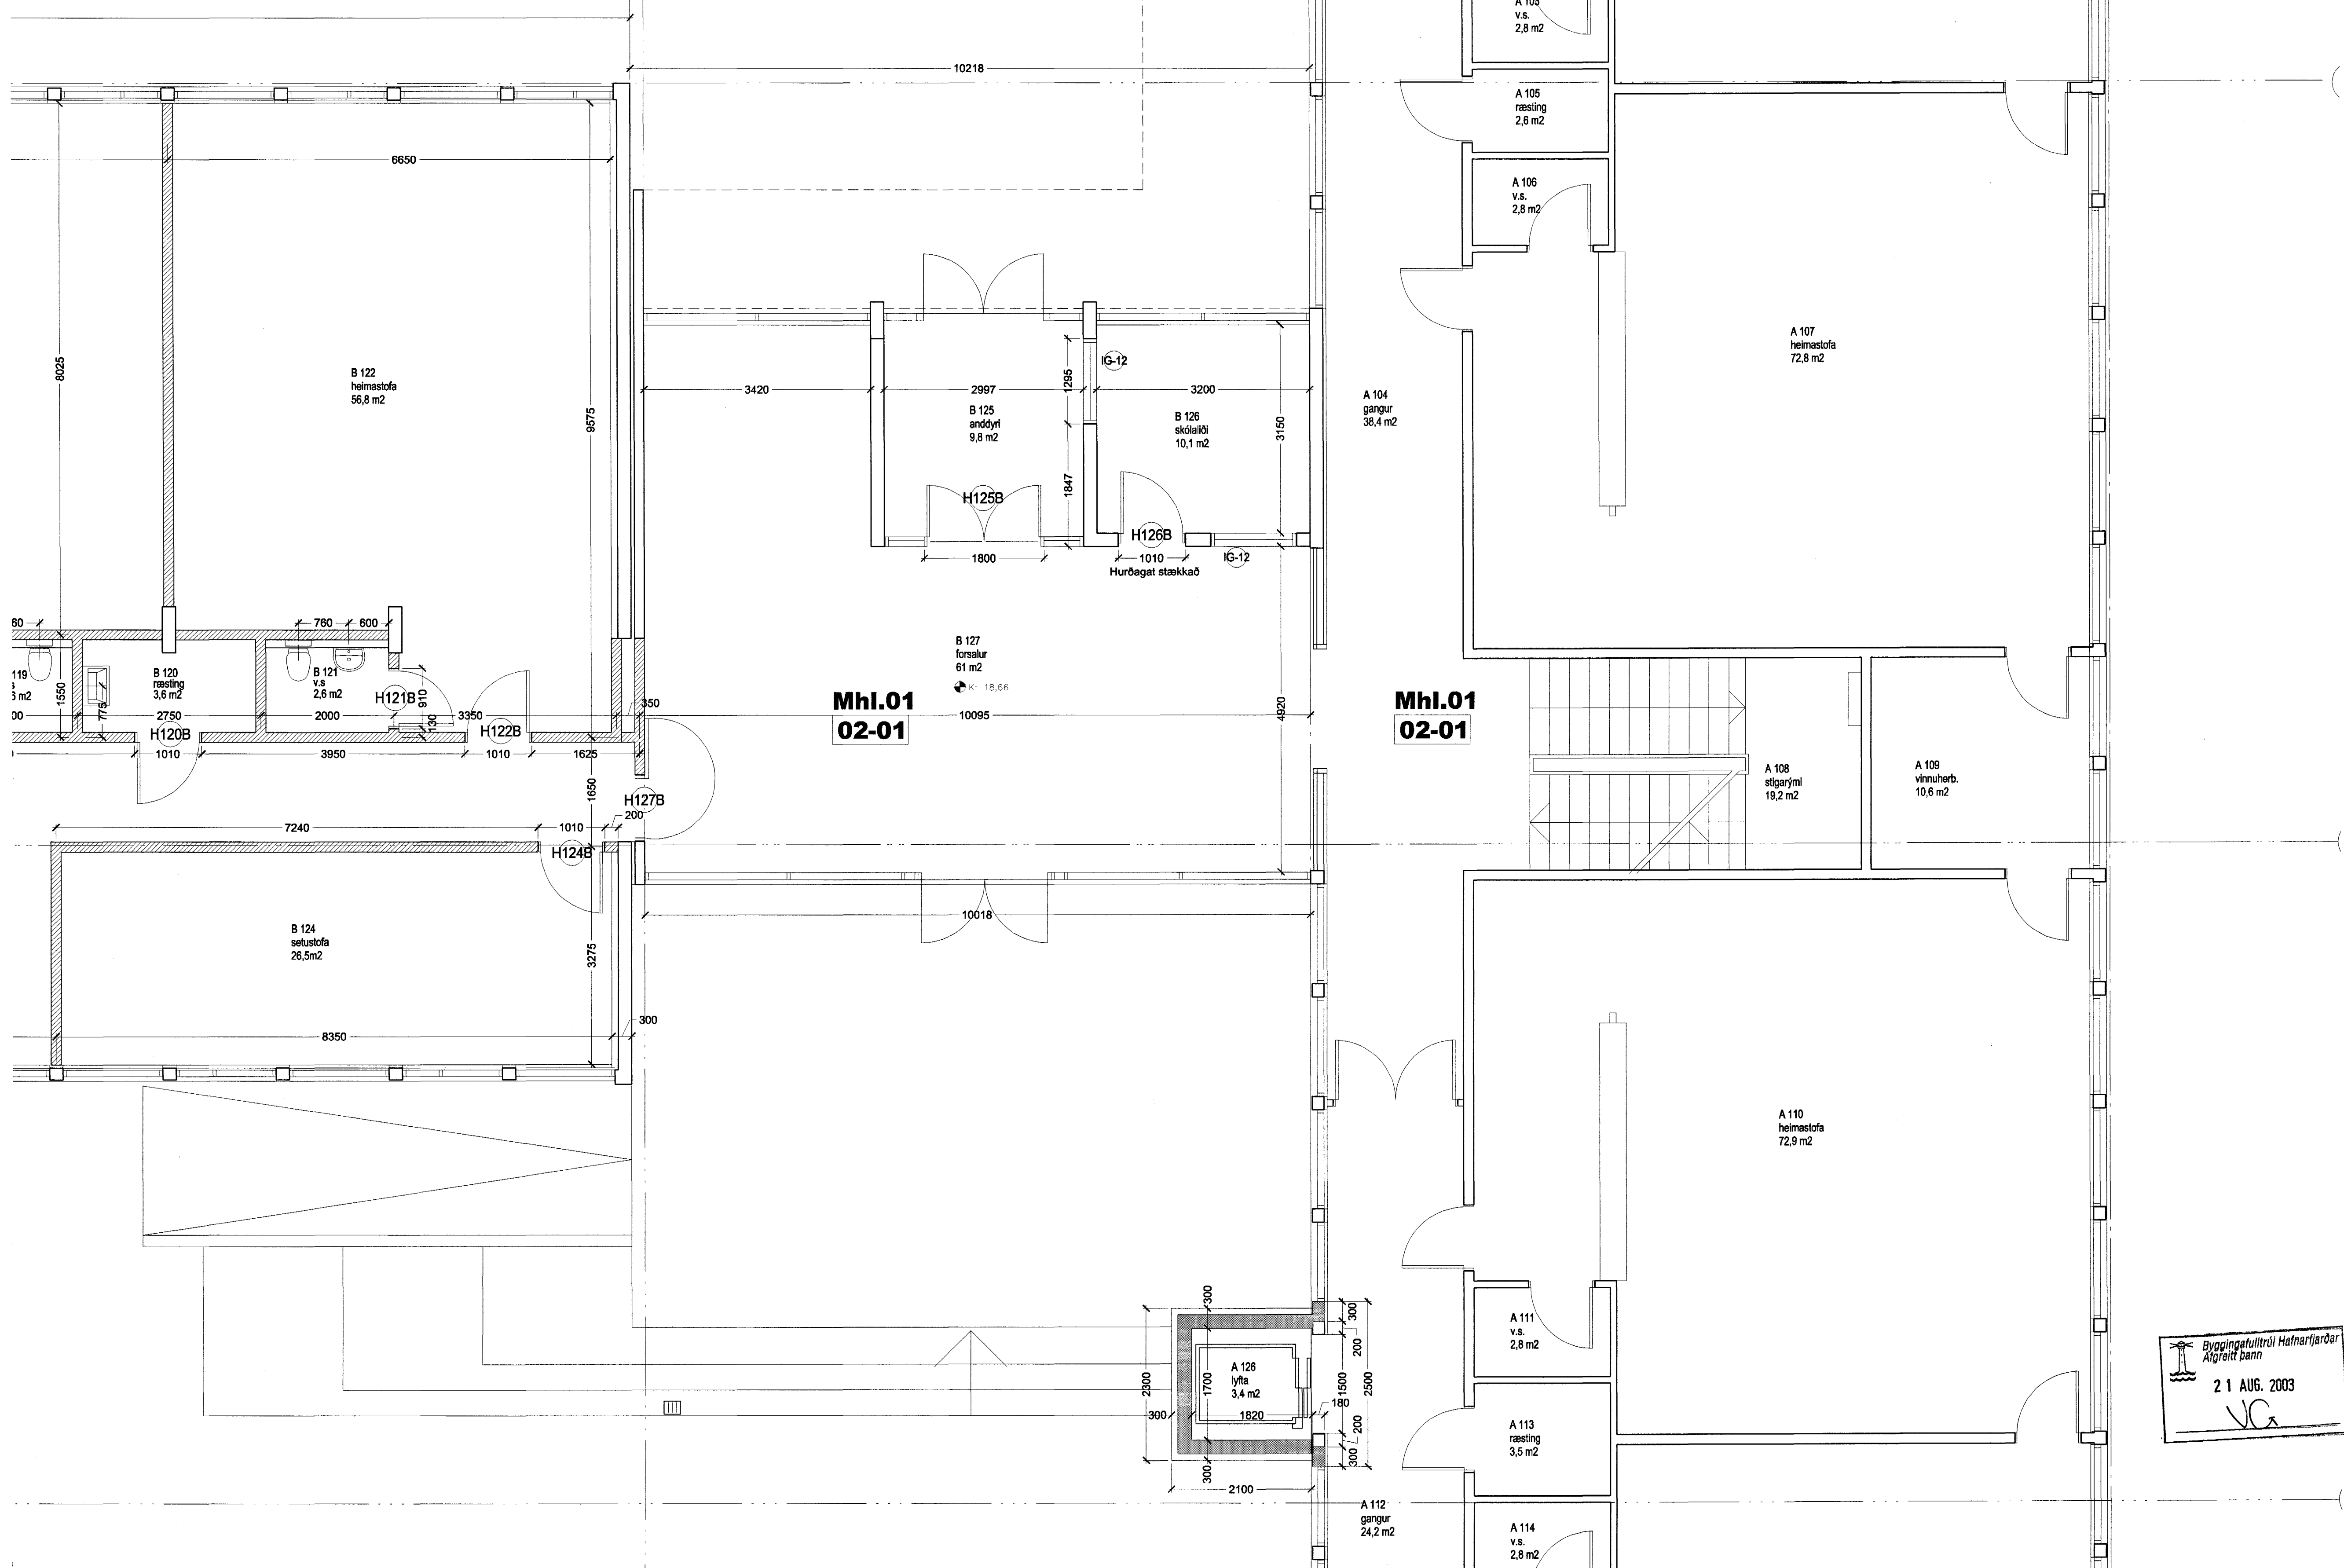 A 103
v.s.
2,8 m2
10218
A 105
ræsting
2,6 m2
6650
A 106
v.s.
2,8 m2
8025
B 122
heimastofa
56,8 m2
9575
3420
2997
1295
IG-12
3200
3150
B 125
anddyri
9,8 m2
B 126
skólaliði
10,1 m2
A 104
gangur
38,4 m2
A 107
heimastofa
72,8 m2
1847
H125B
H126B
1800
1010
IG-12
Hurðagat stækkað
60
760
600
119
1550
775
B 120
ræsting
3,6 m2
B 121
v.s
2,6 m2
H121B
910
130
00
2750
2000
3350
350
H120B
H122B
1010
3950
1010
1625
B 127
forsalur
61 m2
K: 18,66
Mhl.01
02-01
10095
4920
Mhl.01
02-01
A 108
stigarými
19,2 m2
A 109
vinnuherb.
10,6 m2
1650
H127B
200
7240
1010
H124B
10018
B 124
setustofa
26,5m2
3275
300
8350
A 110
heimastofa
72,9 m2
300
300
200
A 111
v.s.
2,8 m2
A 126
lyfta
3,4 m2
2300
1700
1500
2500
300
1820
180
200
300
300
2100
A 113
ræsting
3,5 m2
A 112
gangur
24,2 m2
A 114
v.s.
2,8 m2
Byggingafulltrúi Hafnarfjarðar
Afgreitt þann
21 AUG. 2003
VG